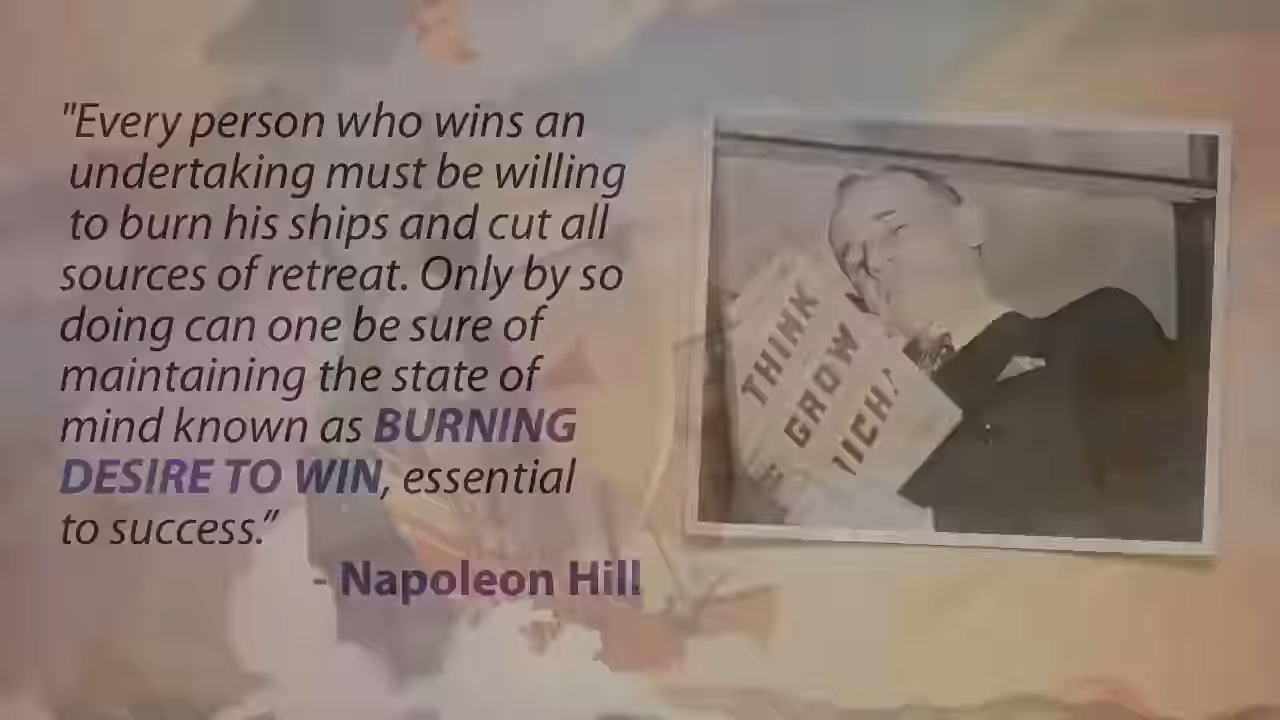 "Every person who wins an
undertaking must be willing
to burn his ships and cut all
sources of retreat. Only by so
doing can one be sure of
maintaining the state of
mind known as BURNING
DESIRE TO WIN, essential
to success.”
- Napoleon Hill
THINK
GROW